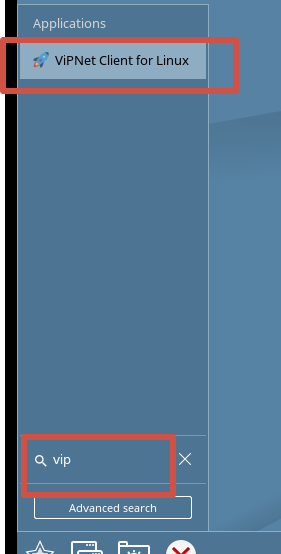 Applications
ViPNet Client for Linux
vip
Advanced search